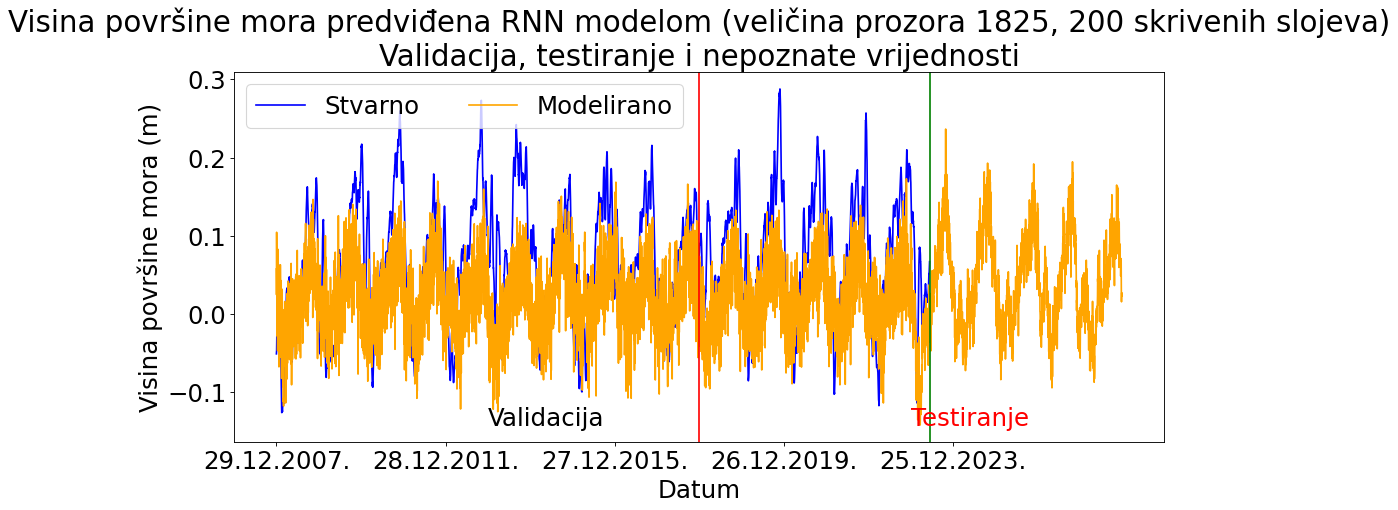 Visina površine mora predviđena RNN modelom (veličina prozora 1825, 200 skrivenih slojeva)
Validacija, testiranje i nepoznate vrijednosti
Stvarno
Modelirano
Visina površine mora (m)
0.3
0.2
0.1
0.0
−0.1
Validacija
Testiranje
29.12.2007.
28.12.2011.
27.12.2015.
26.12.2019.
25.12.2023.
Datum